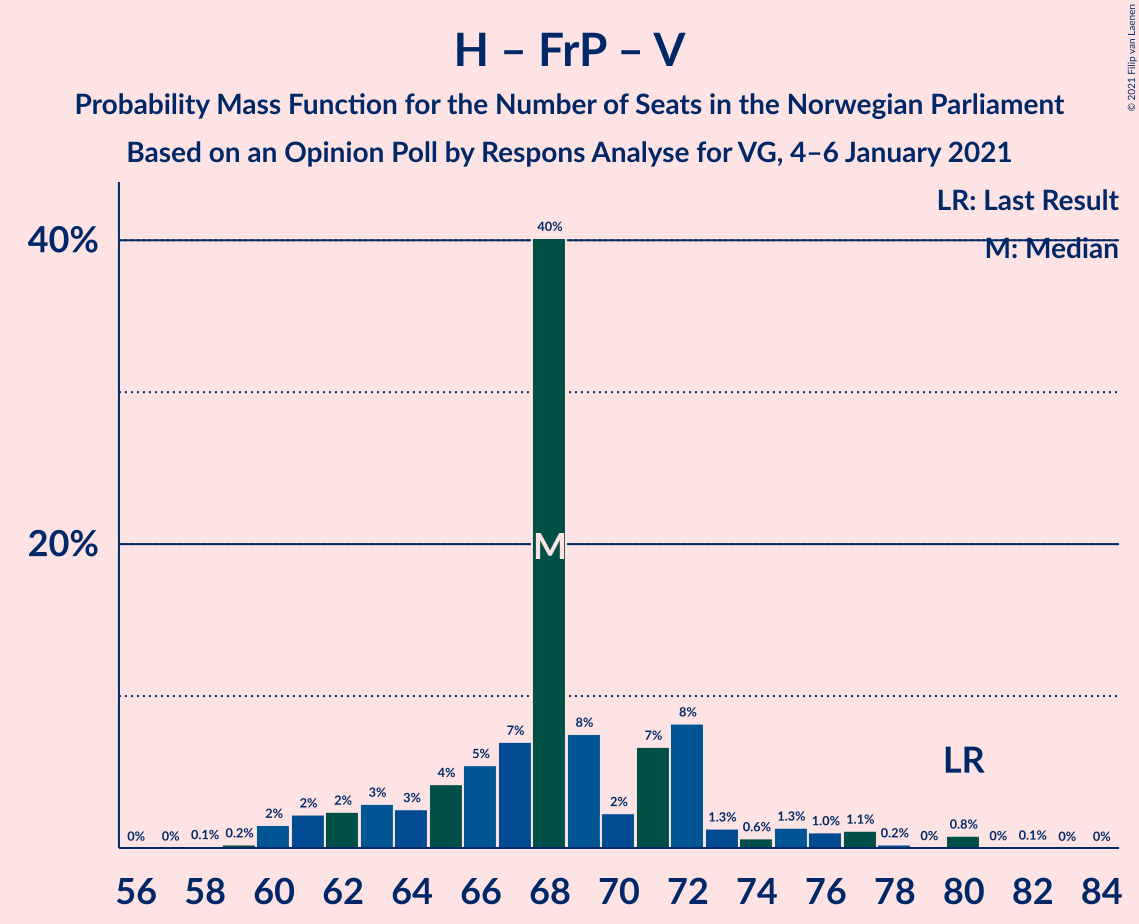 H – FrP – V
Probability Mass Function for the Number of Seats in the Norwegian Parliament
Based on an Opinion Poll by Respons Analyse for VG, 4–6 January 2021
© 2021 Filip van Laenen
LR: Last Result
M: Median
40%
20%
0% 0% 0.1% 0.2% 2% 2% 2% 3% 3% 4% 5% 7% 40% 8% 2% 7% 8% 1.3% 0.6% 1.3% 1.0% 1.1% 0.2% 0% 0.8% 0% 0.1% 0% 0%
M
LR
56 58 60 62 64 66 68 70 72 74 76 78 80 82 84